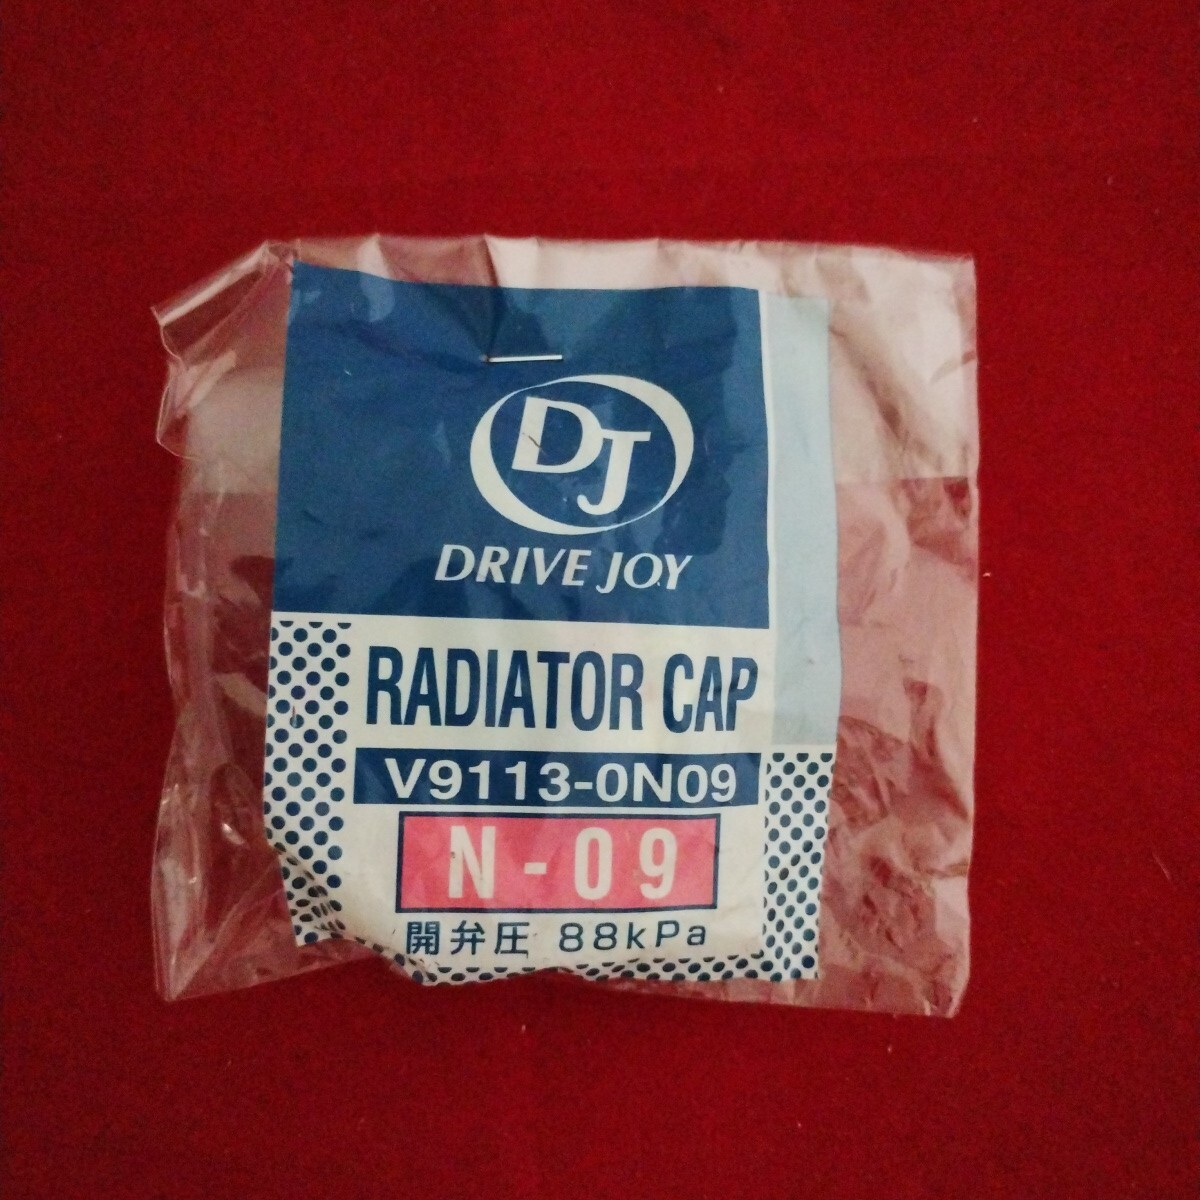 DJ
DRIVE JOY
RADIATOR CAP
V9113-0N09
N-09
開弁圧 88kPa